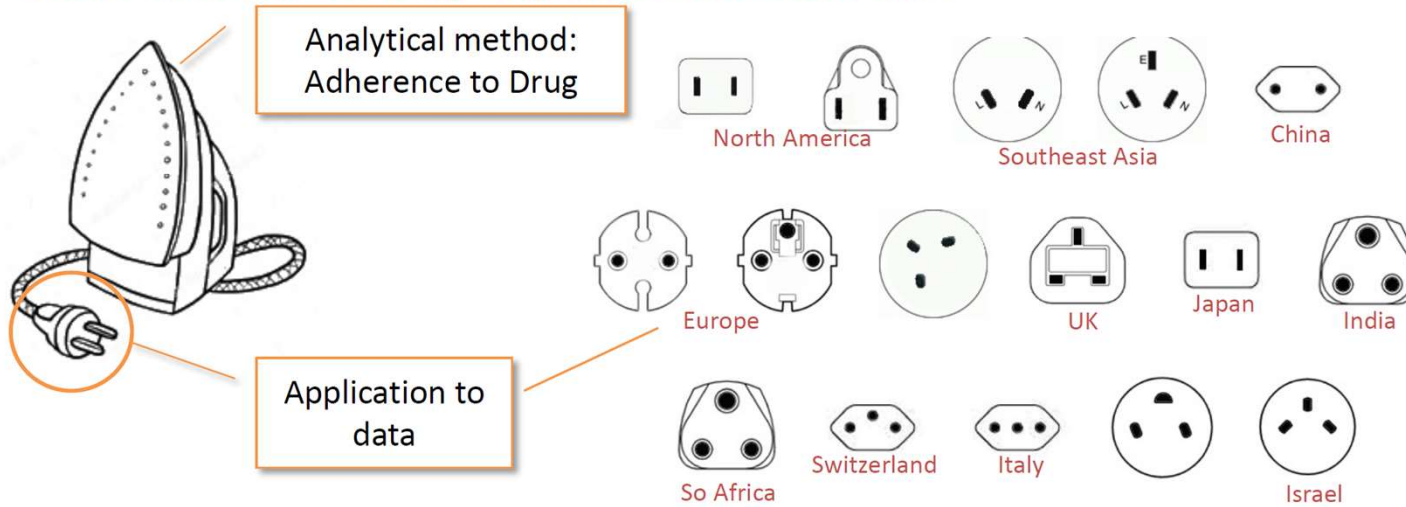 Analytical method:
Adherence to Drug
North America
L N
Southeast Asia
E
L N
China
Europe
UK
Japan
India
Application to
data
So Africa
Switzerland
Italy
Israel